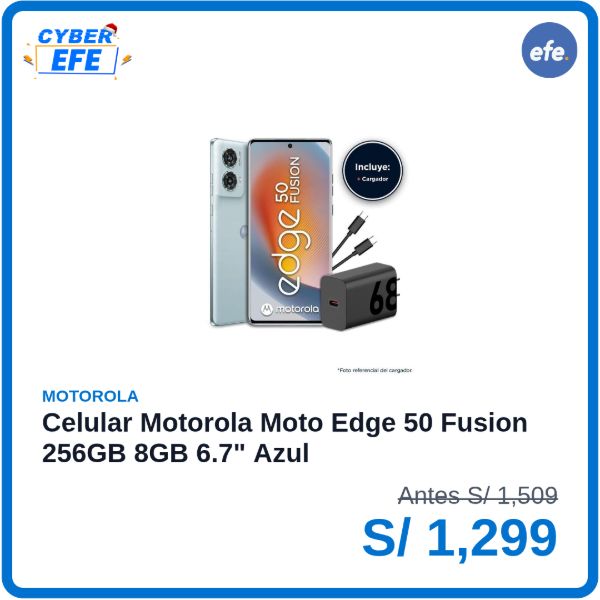 CYBER
EFE
efe.
Incluye:
+ Cargador
edge 50
FUSION
motorola
68
*Foto referencial del cargador
MOTOROLA
Celular Motorola Moto Edge 50 Fusion
256GB 8GB 6.7" Azul
Antes S/ 1,509
S/ 1,299